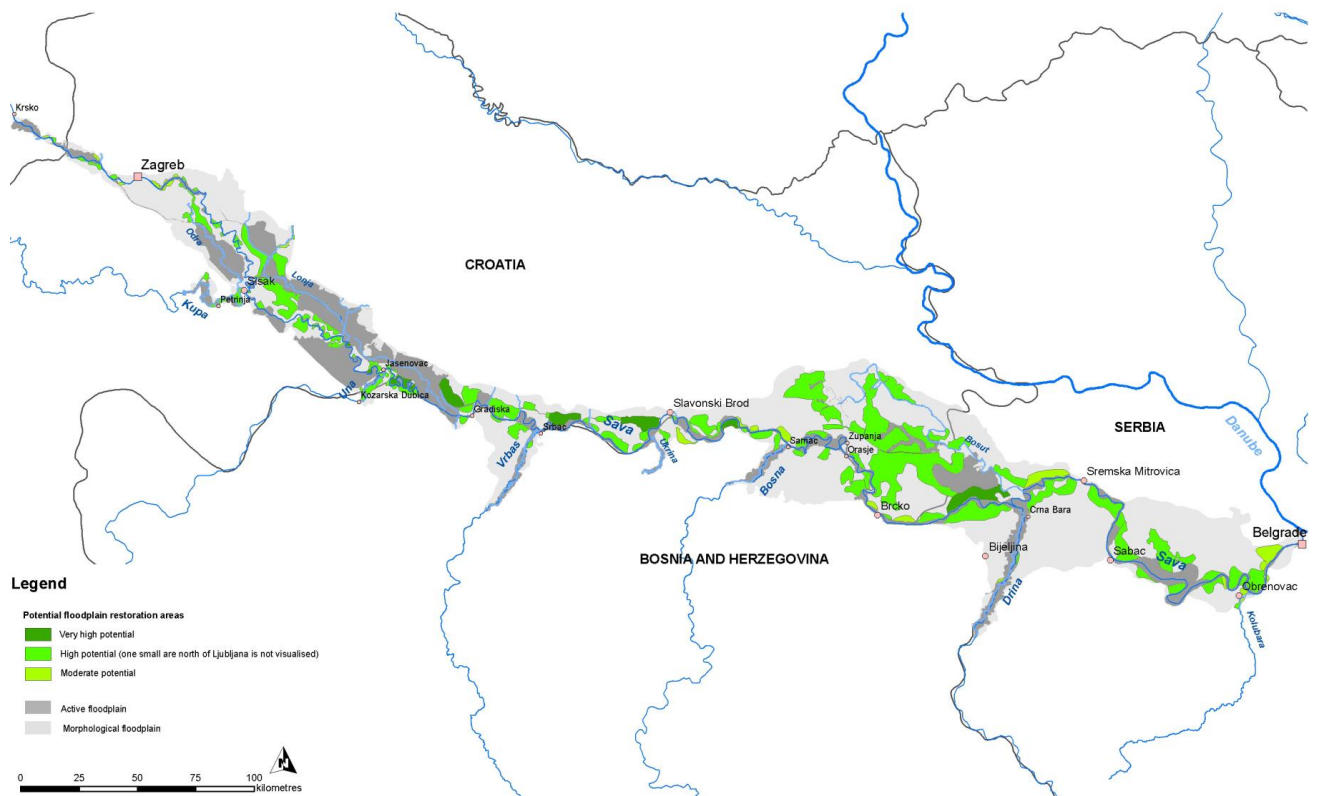 Krsko
Zagreb
Odra
Sisak
Lonja
Petrinja
Kupa
CROATIA
Jasenovac
Una
Kozarska Dubica
Gradiska
Srbac
Vrbas
Sava
Ukrina
Slavonski Brod
Samac
Bosna
Zupanja
Orasje
Bosut
Brcko
SERBIA
Danube
Sremska Mitrovica
Crna Bara
Bijeljina
BOSNIA AND HERZEGOVINA
Drina
Sabac
Sava
Belgrade
Obrenovac
Kolubara
Legend
Potential floodplain restoration areas
Very high potential
High potential (one small are north of Ljubljana is not visualised)
Moderate potential
Active floodplain
Morphological floodplain
N
0 25 50 75 100
kilometres